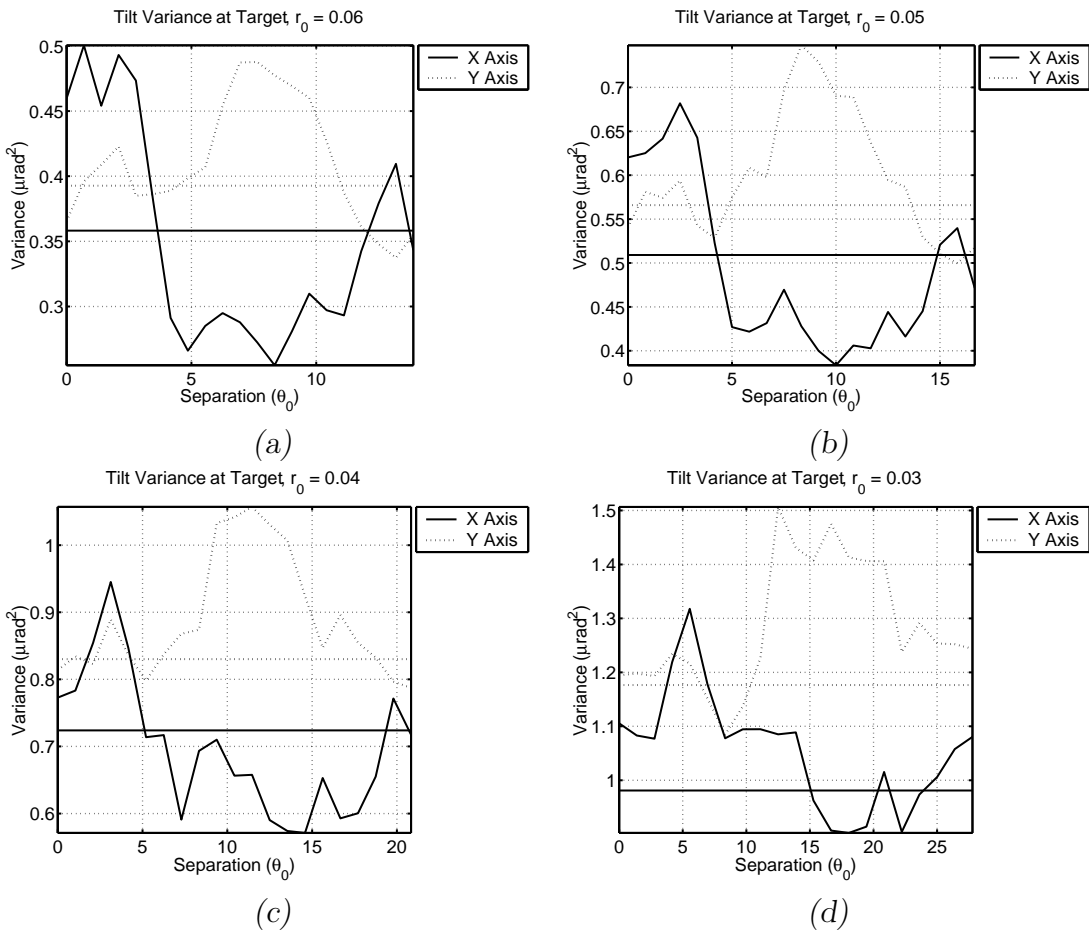 Tilt Variance at Target, r₀ = 0.06
X Axis
Y Axis
Variance (μrad²)
0.5
0.45
0.4
0.35
0.3
0 5 10
Separation (θ₀)
(a)
Tilt Variance at Target, r₀ = 0.05
X Axis
Y Axis
Variance (μrad²)
0.7
0.65
0.6
0.55
0.5
0.45
0.4
0 5 10 15
Separation (θ₀)
(b)
Tilt Variance at Target, r₀ = 0.04
X Axis
Y Axis
Variance (μrad²)
1
0.9
0.8
0.7
0.6
0 5 10 15 20
Separation (θ₀)
(c)
Tilt Variance at Target, r₀ = 0.03
X Axis
Y Axis
Variance (μrad²)
1.5
1.4
1.3
1.2
1.1
1
0 5 10 15 20 25
Separation (θ₀)
(d)